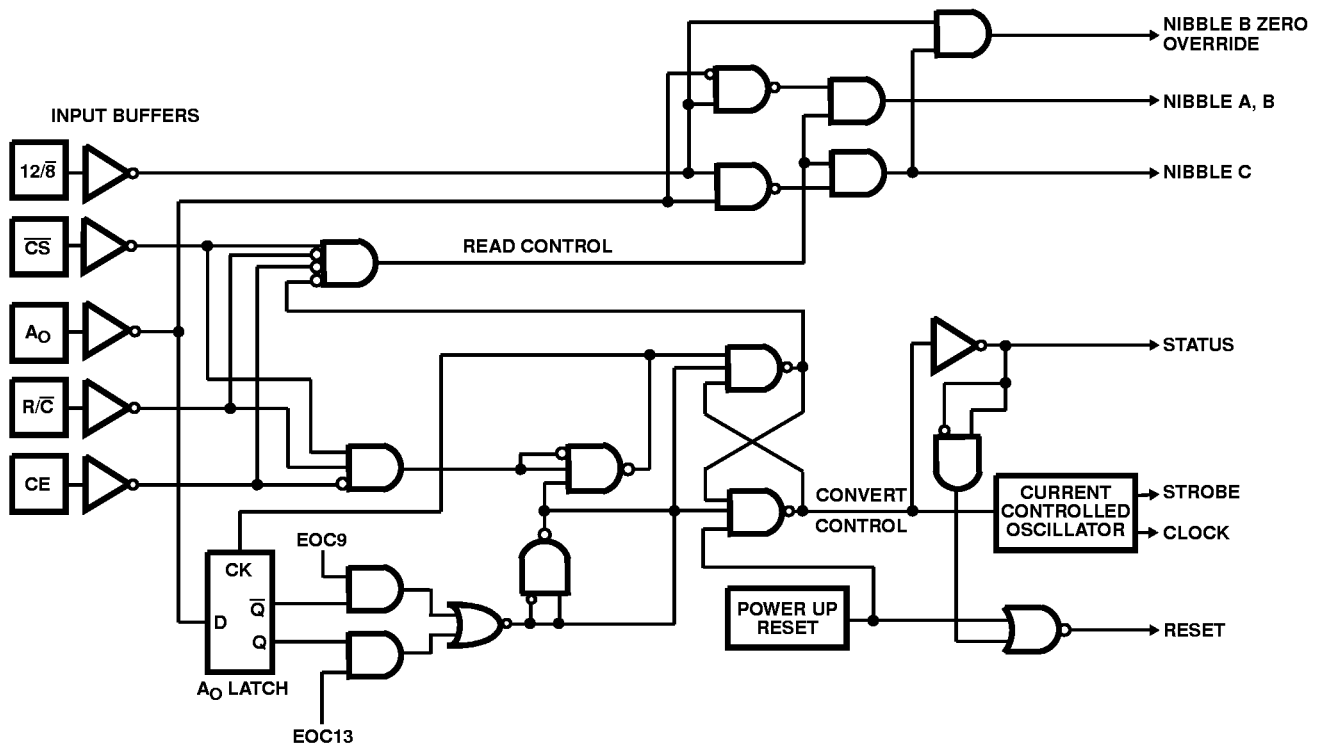 NIBBLE B ZERO
OVERRIDE
NIBBLE A, B
INPUT BUFFERS
12/8̅
NIBBLE C
C̅S̅
READ CONTROL
AO
STATUS
R/C̅
CE
CONVERT
CONTROL
CURRENT
CONTROLLED
OSCILLATOR
STROBE
CLOCK
EOC9
CK
Q̅
D
Q
POWER UP
RESET
RESET
AO LATCH
EOC13